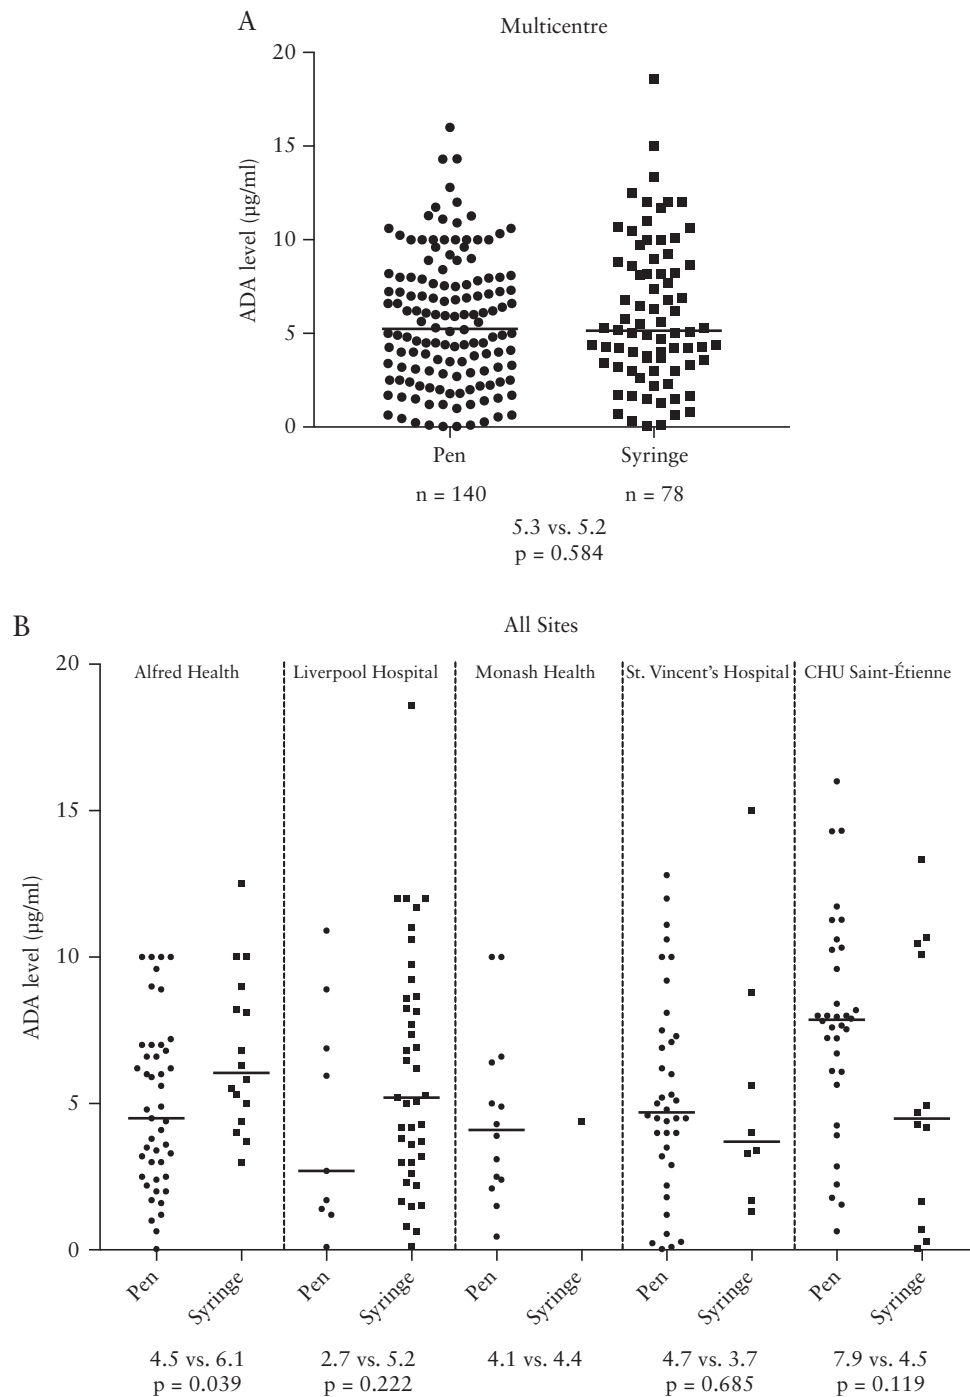 A
Multicentre
20
15
10
5
0
ADA level (µg/ml)
Pen
Syringe
n = 140
n = 78
5.3 vs. 5.2
p = 0.584
B
All Sites
20
15
10
5
0
ADA level (µg/ml)
Alfred Health
Liverpool Hospital
Monash Health
St. Vincent's Hospital
CHU Saint-Étienne
Pen
Syringe
Pen
Syringe
Pen
Syringe
Pen
Syringe
Pen
Syringe
4.5 vs. 6.1
p = 0.039
2.7 vs. 5.2
p = 0.222
4.1 vs. 4.4
4.7 vs. 3.7
p = 0.685
7.9 vs. 4.5
p = 0.119